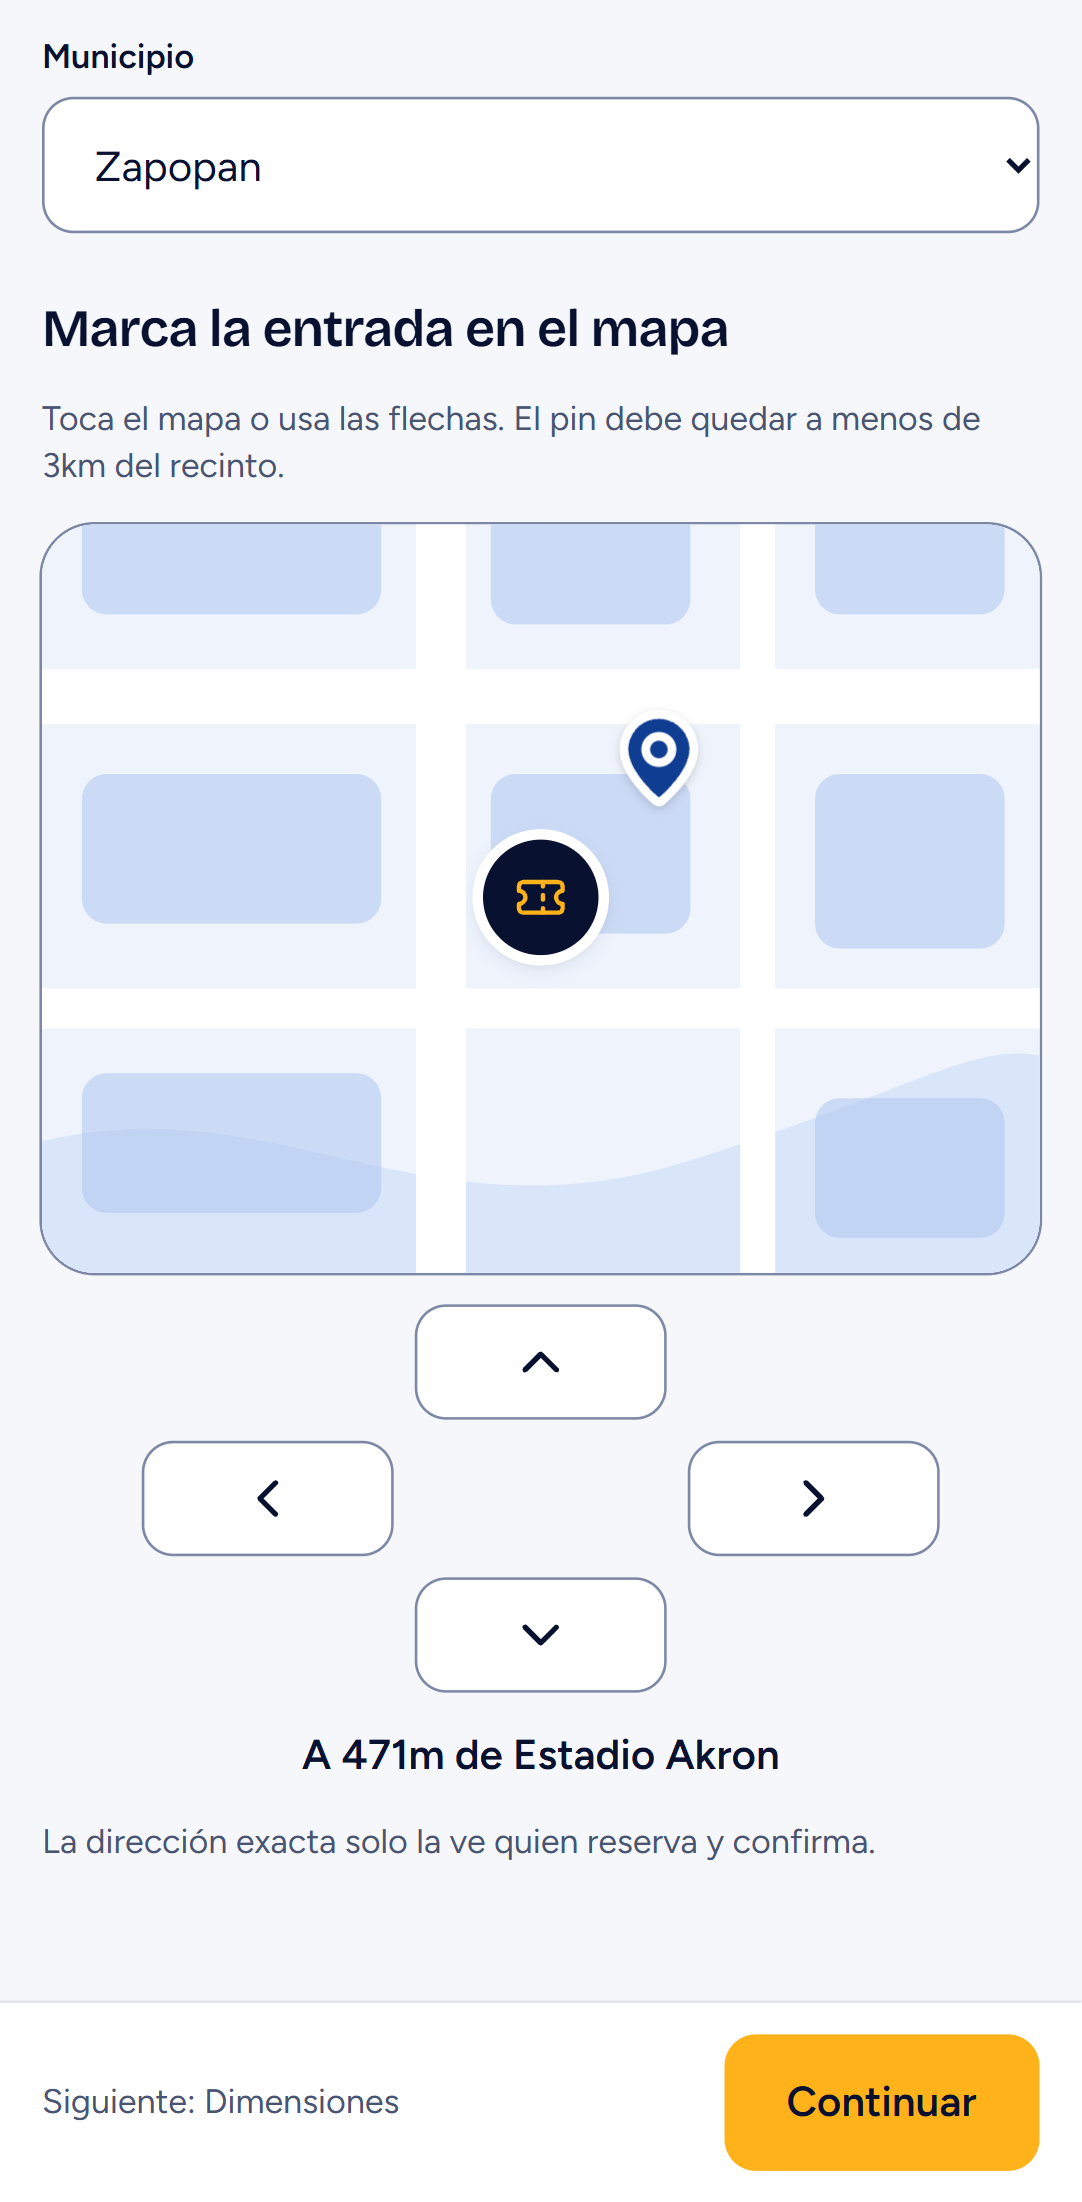 Municipio
Zapopan
Marca la entrada en el mapa
Toca el mapa o usa las flechas. El pin debe quedar a menos de
3km del recinto.
A 471m de Estadio Akron
La dirección exacta solo la ve quien reserva y confirma.
Siguiente: Dimensiones
Continuar